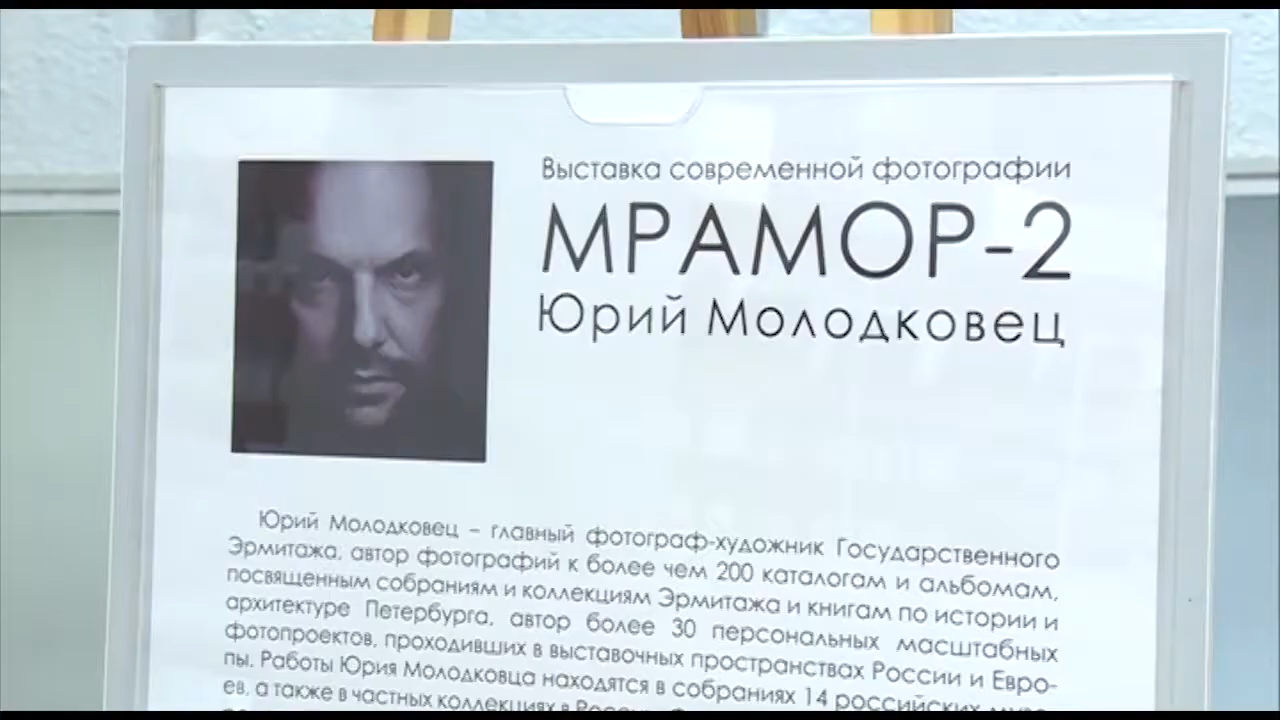 Выставка современной фотографии
МРАМОР-2
Юрий Молодковец
Юрий Молодковец – главный фотограф-художник Государственного
Эрмитажа, автор фотографий к более чем 200 каталогам и альбомам,
посвященным собраниям и коллекциям Эрмитажа и книгам по истории и
архитектуре Петербурга, автор более 30 персональных масштабных
фотопроектов, проходивших в выставочных пространствах России и Евро-
пы. Работы Юрия Молодковца находятся в собраниях 14 российских музе-
ев, а также в частных коллекциях в